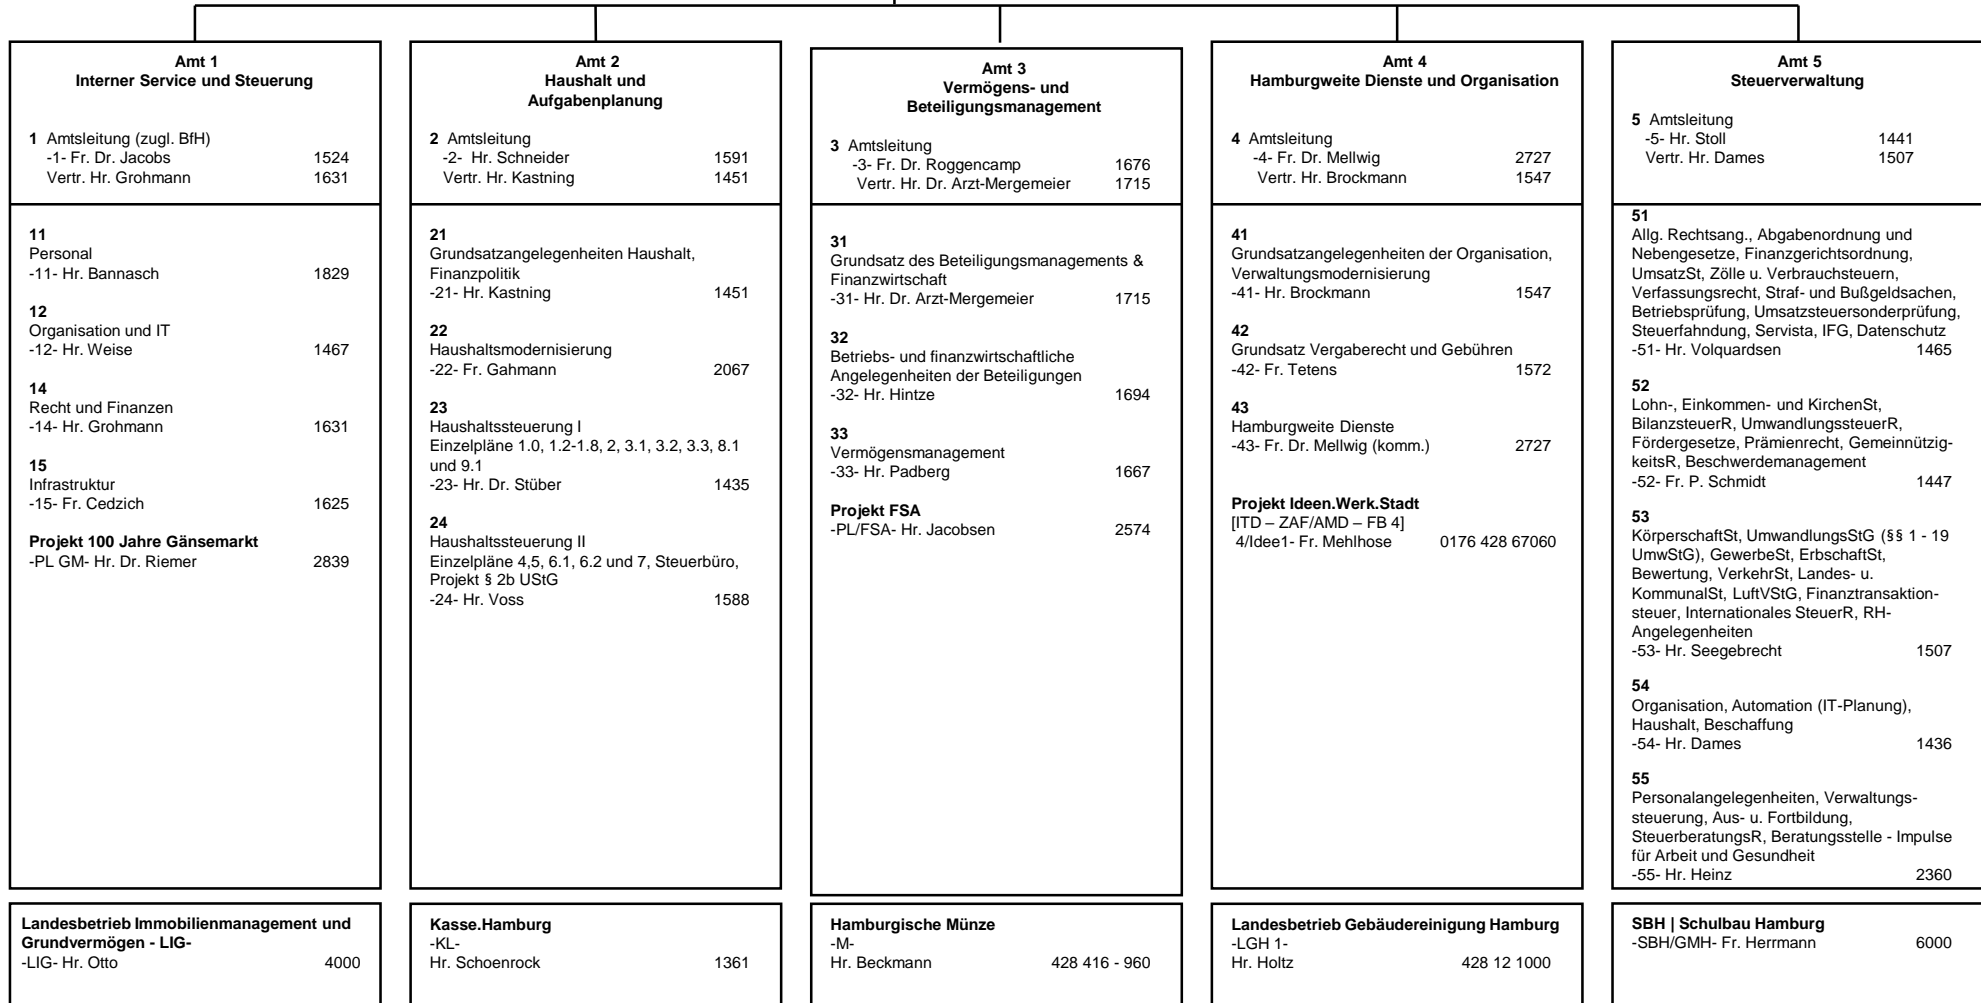 Amt 1
Interner Service und Steuerung
1 Amtsleitung (zugl. BfH)
-1- Fr. Dr. Jacobs 1524
Vertr. Hr. Grohmann 1631
11
Personal
-11- Hr. Bannasch 1829
12
Organisation und IT
-12- Hr. Weise 1467
14
Recht und Finanzen
-14- Hr. Grohmann 1631
15
Infrastruktur
-15- Fr. Cedzich 1625
Projekt 100 Jahre Gänsemarkt
-PL GM- Hr. Dr. Riemer 2839
Landesbetrieb Immobilienmanagement und
Grundvermögen - LIG-
-LIG- Hr. Otto 4000
Amt 2
Haushalt und
Aufgabenplanung
2 Amtsleitung
-2- Hr. Schneider 1591
Vertr. Hr. Kastning 1451
21
Grundsatzangelegenheiten Haushalt,
Finanzpolitik
-21- Hr. Kastning 1451
22
Haushaltsmodernisierung
-22- Fr. Gahmann 2067
23
Haushaltssteuerung I
Einzelpläne 1.0, 1.2-1.8, 2, 3.1, 3.2, 3.3, 8.1
und 9.1
-23- Hr. Dr. Stüber 1435
24
Haushaltssteuerung II
Einzelpläne 4,5, 6.1, 6.2 und 7, Steuerbüro,
Projekt § 2b UStG
-24- Hr. Voss 1588
Kasse.Hamburg
-KL-
Hr. Schoenrock 1361
Amt 3
Vermögens- und
Beteiligungsmanagement
3 Amtsleitung
-3- Fr. Dr. Roggencamp 1676
Vertr. Hr. Dr. Arzt-Mergemeier 1715
31
Grundsatz des Beteiligungsmanagements &
Finanzwirtschaft
-31- Hr. Dr. Arzt-Mergemeier 1715
32
Betriebs- und finanzwirtschaftliche
Angelegenheiten der Beteiligungen
-32- Hr. Hintze 1694
33
Vermögensmanagement
-33- Hr. Padberg 1667
Projekt FSA
-PL/FSA- Hr. Jacobsen 2574
Hamburgische Münze
-M-
Hr. Beckmann 428 416 - 960
Amt 4
Hamburgweite Dienste und Organisation
4 Amtsleitung
-4- Fr. Dr. Mellwig 2727
Vertr. Hr. Brockmann 1547
41
Grundsatzangelegenheiten der Organisation,
Verwaltungsmodernisierung
-41- Hr. Brockmann 1547
42
Grundsatz Vergaberecht und Gebühren
-42- Fr. Tetens 1572
43
Hamburgweite Dienste
-43- Fr. Dr. Mellwig (komm.) 2727
Projekt Ideen.Werk.Stadt
[ITD – ZAF/AMD – FB 4]
4/Idee1- Fr. Mehlhose 0176 428 67060
Landesbetrieb Gebäudereinigung Hamburg
-LGH 1-
Hr. Holtz 428 12 1000
Amt 5
Steuerverwaltung
5 Amtsleitung
-5- Hr. Stoll 1441
Vertr. Hr. Dames 1507
51
Allg. Rechtsang., Abgabenordnung und
Nebengesetze, Finanzgerichtsordnung,
UmsatzSt, Zölle u. Verbrauchsteuern,
Verfassungsrecht, Straf- und Bußgeldsachen,
Betriebsprüfung, Umsatzsteuersonderprüfung,
Steuerfahndung, Servista, IFG, Datenschutz
-51- Hr. Volquardsen 1465
52
Lohn-, Einkommen- und KirchenSt,
BilanzsteuerR, UmwandlungssteuerR,
Fördergesetze, Prämienrecht, Gemeinnützig-
keitsR, Beschwerdemanagement
-52- Fr. P. Schmidt 1447
53
KörperschaftSt, UmwandlungsStG (§§ 1 - 19
UmwStG), GewerbeSt, ErbschaftSt,
Bewertung, VerkehrSt, Landes- u.
KommunalSt, LuftVStG, Finanztransaktion-
steuer, Internationales SteuerR, RH-
Angelegenheiten
-53- Hr. Seegebrecht 1507
54
Organisation, Automation (IT-Planung),
Haushalt, Beschaffung
-54- Hr. Dames 1436
55
Personalangelegenheiten, Verwaltungs-
steuerung, Aus- u. Fortbildung,
SteuerberatungsR, Beratungsstelle - Impulse
für Arbeit und Gesundheit
-55- Hr. Heinz 2360
SBH | Schulbau Hamburg
-SBH/GMH- Fr. Herrmann 6000